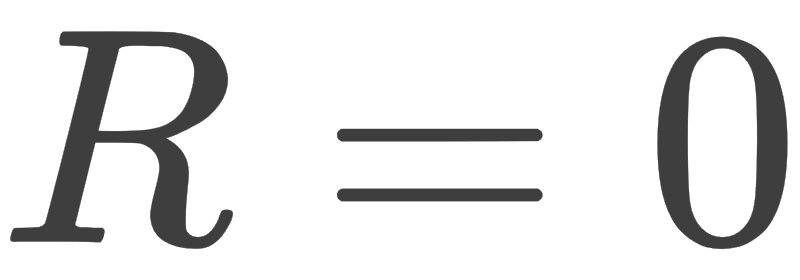 R = 0